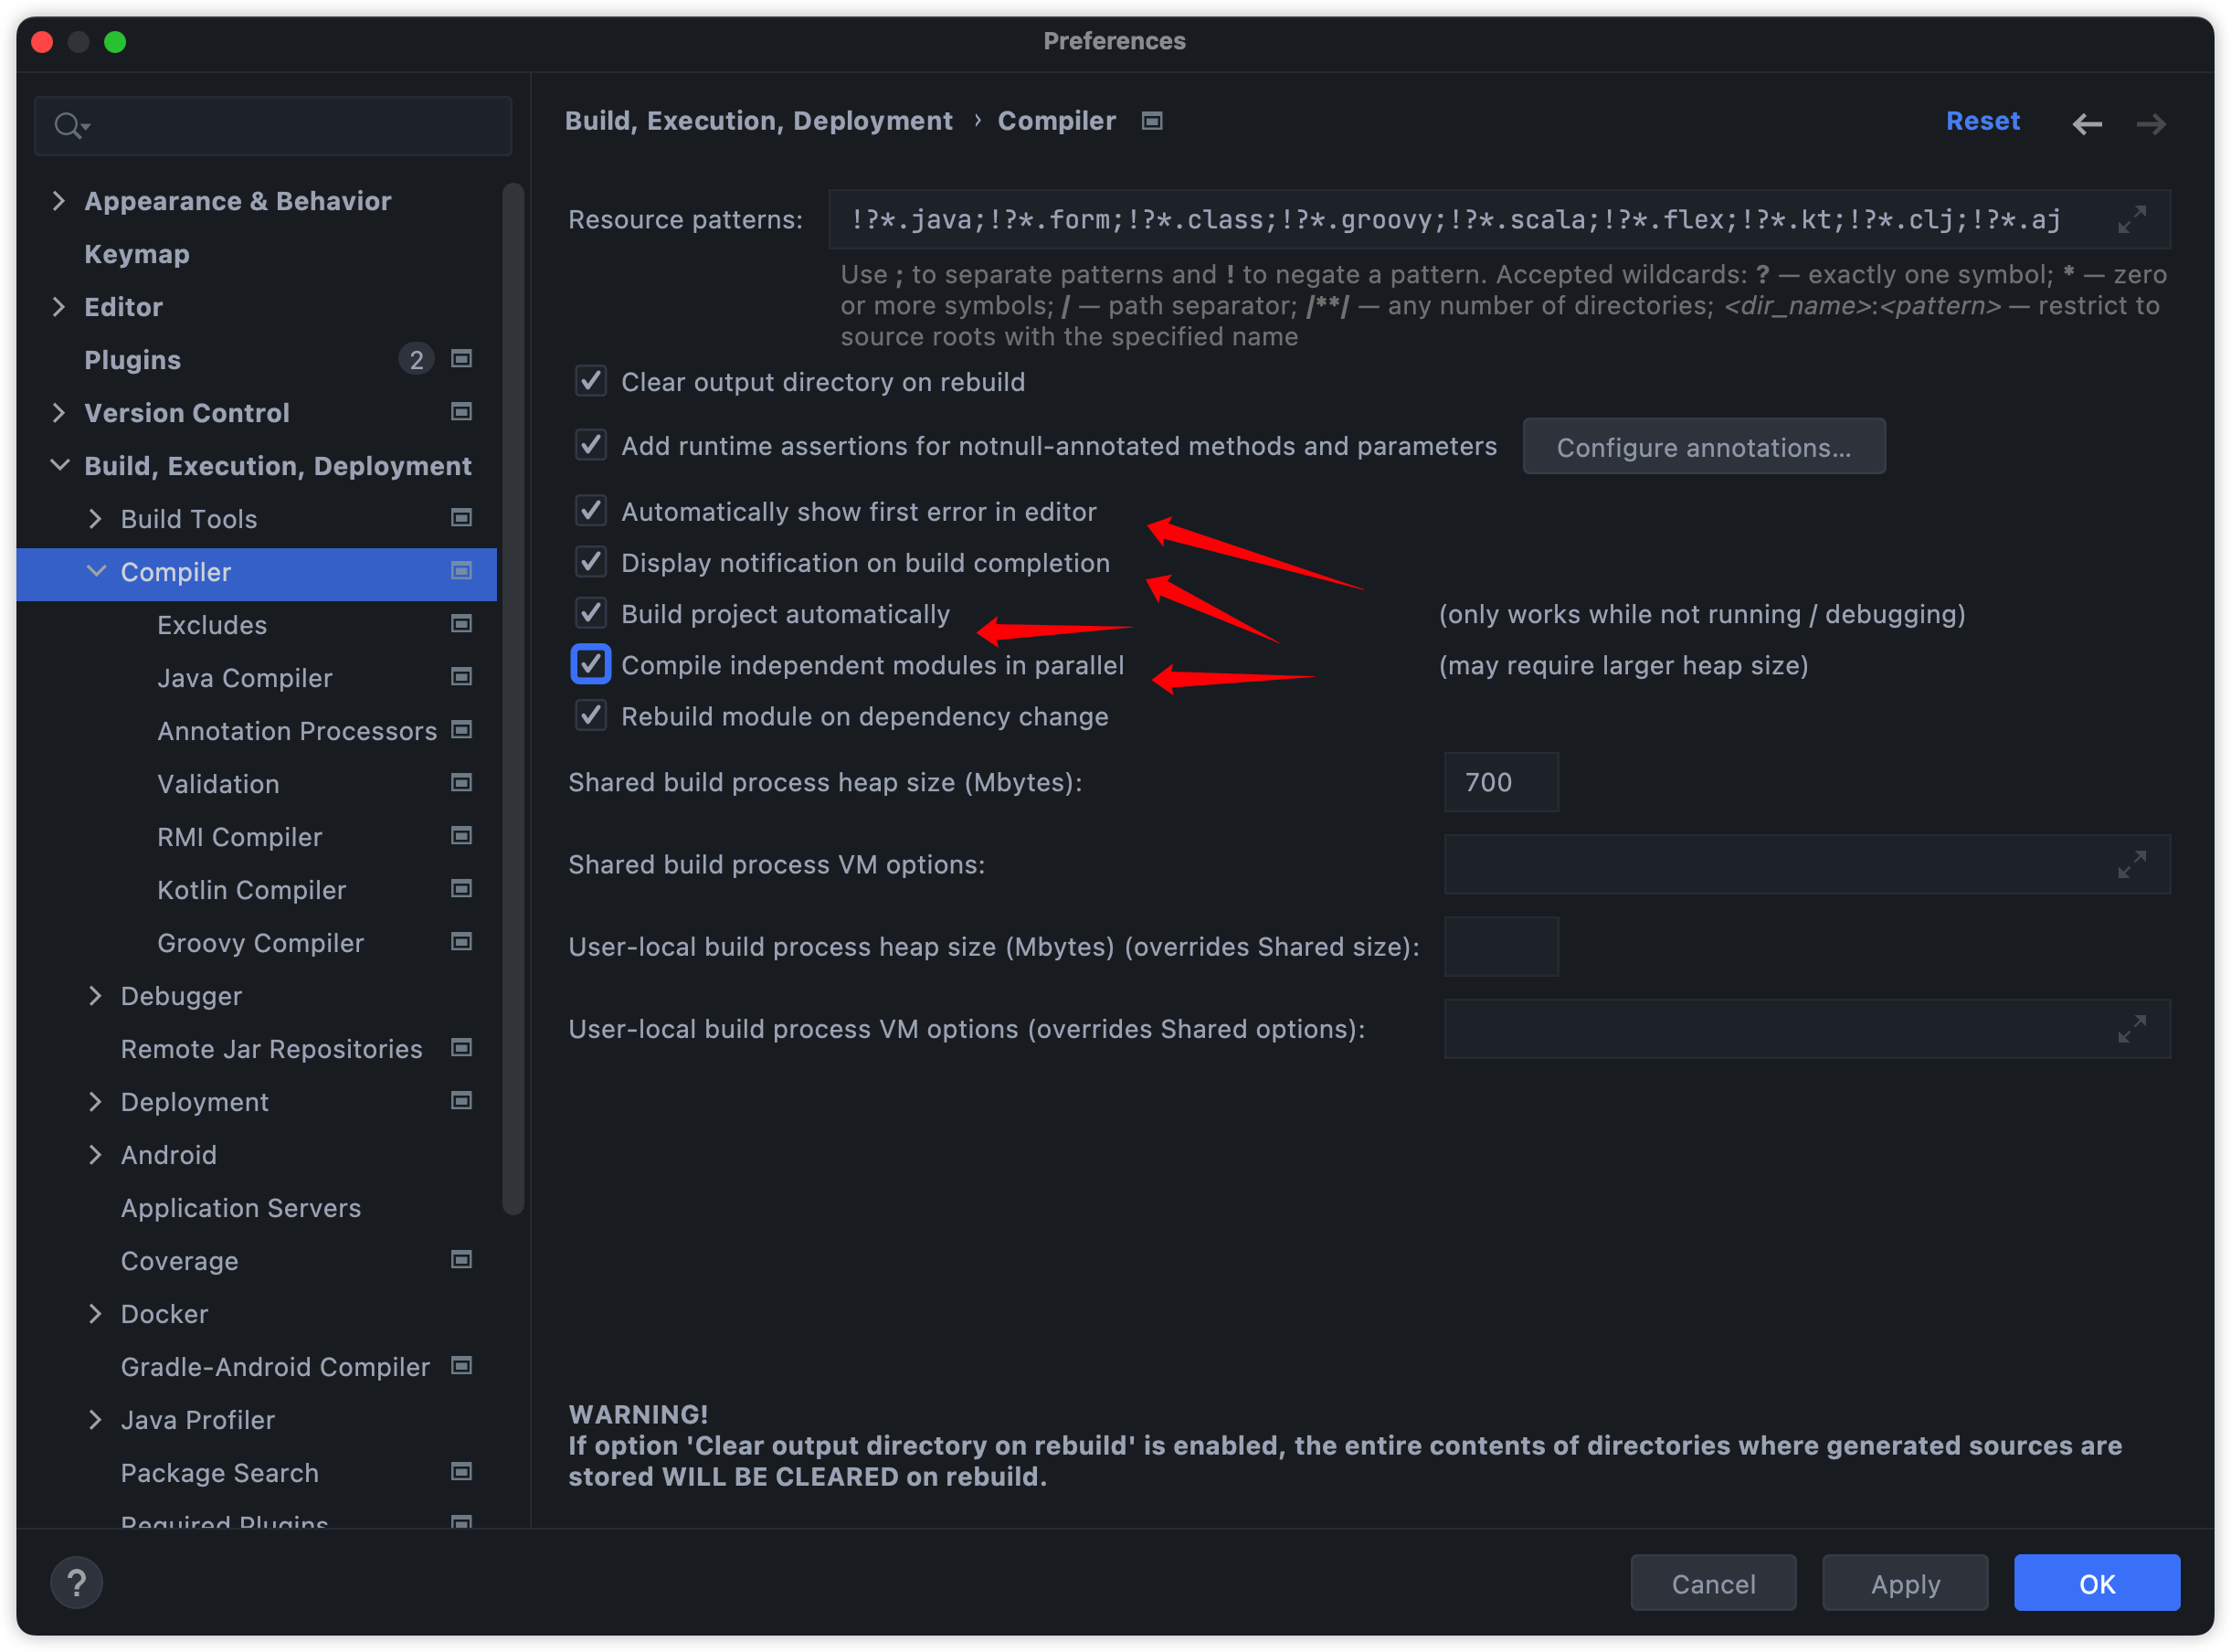 Preferences
Appearance & Behavior
Keymap
Editor
Plugins 2
Version Control
Build, Execution, Deployment
Build Tools
Compiler
Excludes
Java Compiler
Annotation Processors
Validation
RMI Compiler
Kotlin Compiler
Groovy Compiler
Debugger
Remote Jar Repositories
Deployment
Android
Application Servers
Coverage
Docker
Gradle-Android Compiler
Java Profiler
Package Search
Required Plugins
Build, Execution, Deployment › Compiler
Reset
Resource patterns: !?*.java;!?*.form;!?*.class;!?*.groovy;!?*.scala;!?*.flex;!?*.kt;!?*.clj;!?*.aj
Use ; to separate patterns and ! to negate a pattern. Accepted wildcards: ? — exactly one symbol; * — zero
or more symbols; / — path separator; /**/ — any number of directories; <dir_name>:<pattern> — restrict to
source roots with the specified name
Clear output directory on rebuild
Add runtime assertions for notnull-annotated methods and parameters Configure annotations...
Automatically show first error in editor
Display notification on build completion
Build project automatically (only works while not running / debugging)
Compile independent modules in parallel (may require larger heap size)
Rebuild module on dependency change
Shared build process heap size (Mbytes): 700
Shared build process VM options:
User-local build process heap size (Mbytes) (overrides Shared size):
User-local build process VM options (overrides Shared options):
WARNING!
If option 'Clear output directory on rebuild' is enabled, the entire contents of directories where generated sources are
stored WILL BE CLEARED on rebuild.
?
Cancel
Apply
OK